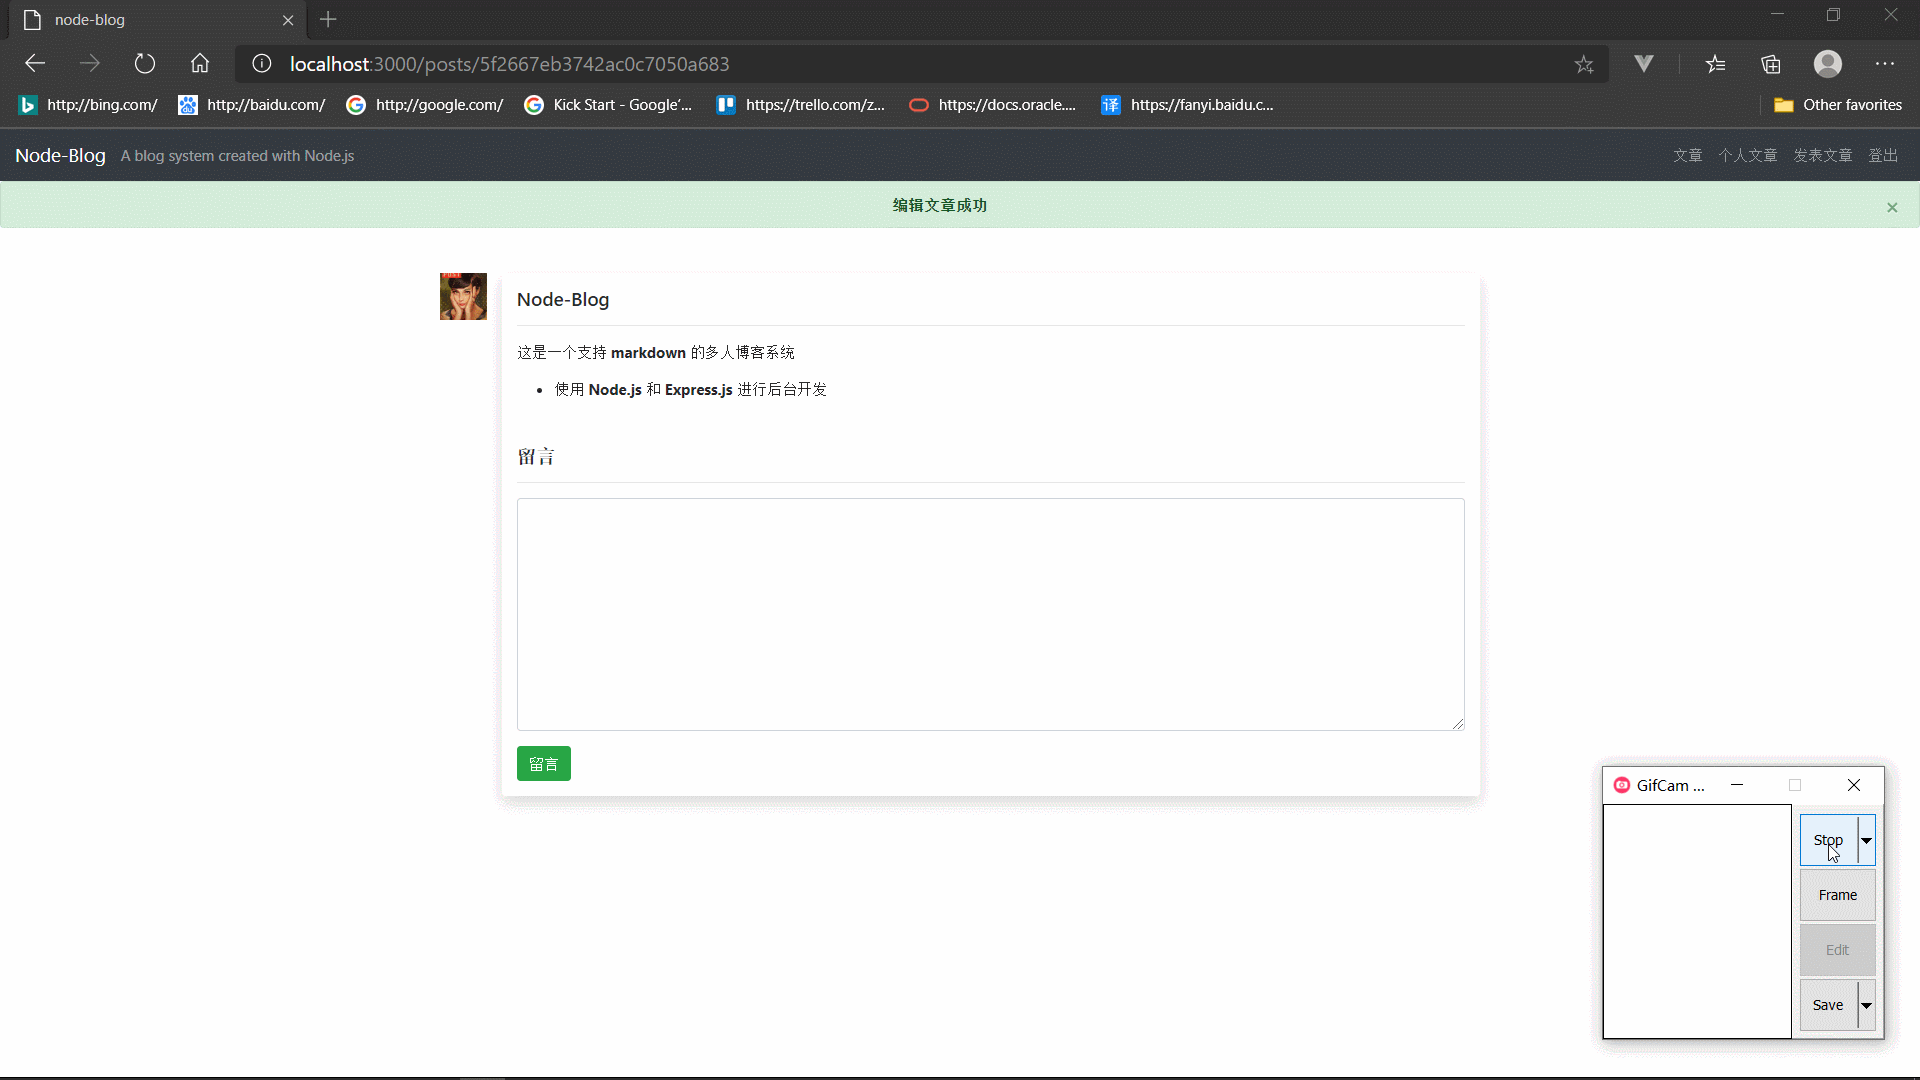 node-blog
localhost:3000/posts/5f2667eb3742ac0c7050a683
http://bing.com/ http://baidu.com/ http://google.com/ Kick Start - Google'... https://trello.com/z... https://docs.oracle.... https://fanyi.baidu.c... Other favorites
Node-Blog A blog system created with Node.js 文章 个人文章 发表文章 登出
编辑文章成功
Node-Blog
这是一个支持 markdown 的多人博客系统
使用 Node.js 和 Express.js 进行后台开发
留言
留言
GifCam ...
Stop
Frame
Edit
Save